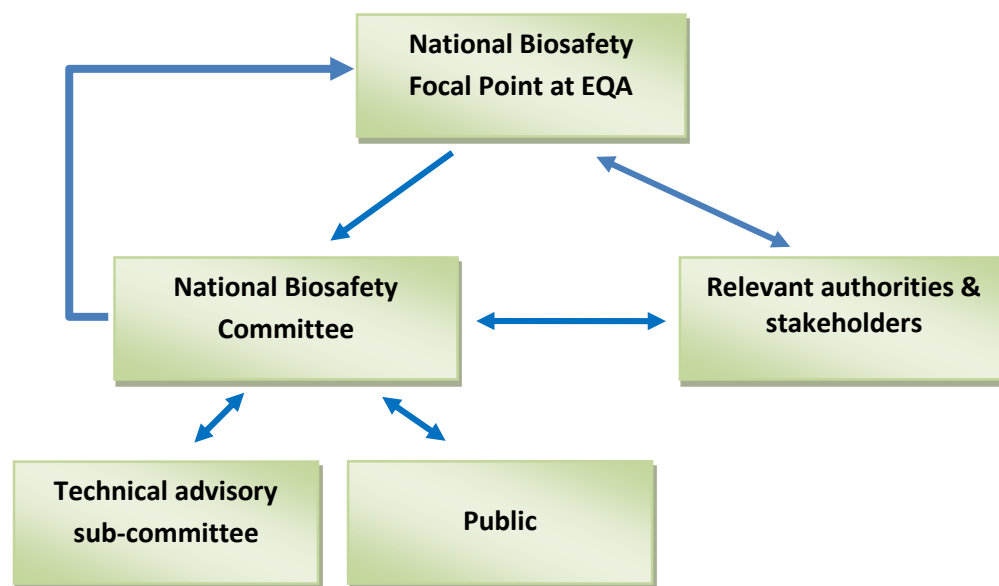 National Biosafety
Focal Point at EQA
National Biosafety
Committee
Relevant authorities &
stakeholders
Technical advisory
sub-committee
Public